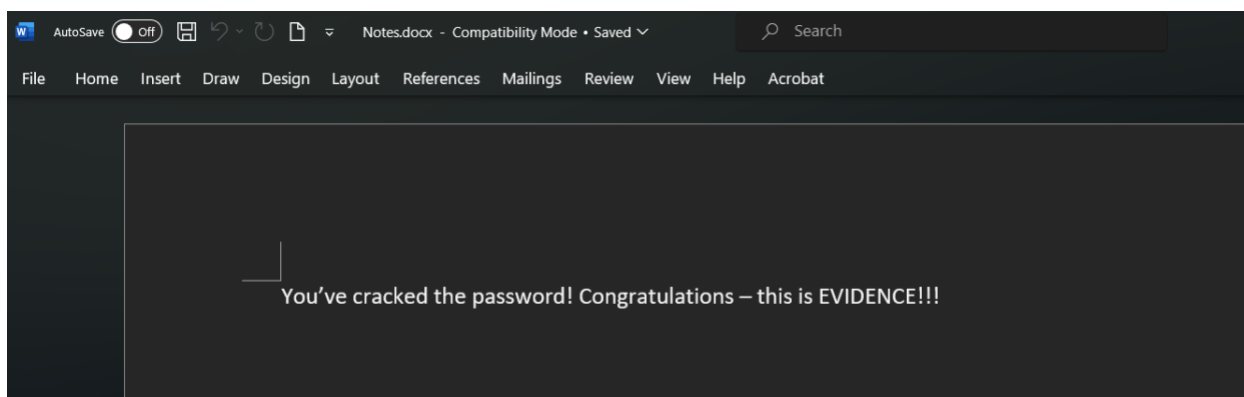 AutoSave Off Notes.docx - Compatibility Mode • Saved Search
File Home Insert Draw Design Layout References Mailings Review View Help Acrobat
You've cracked the password! Congratulations – this is EVIDENCE!!!